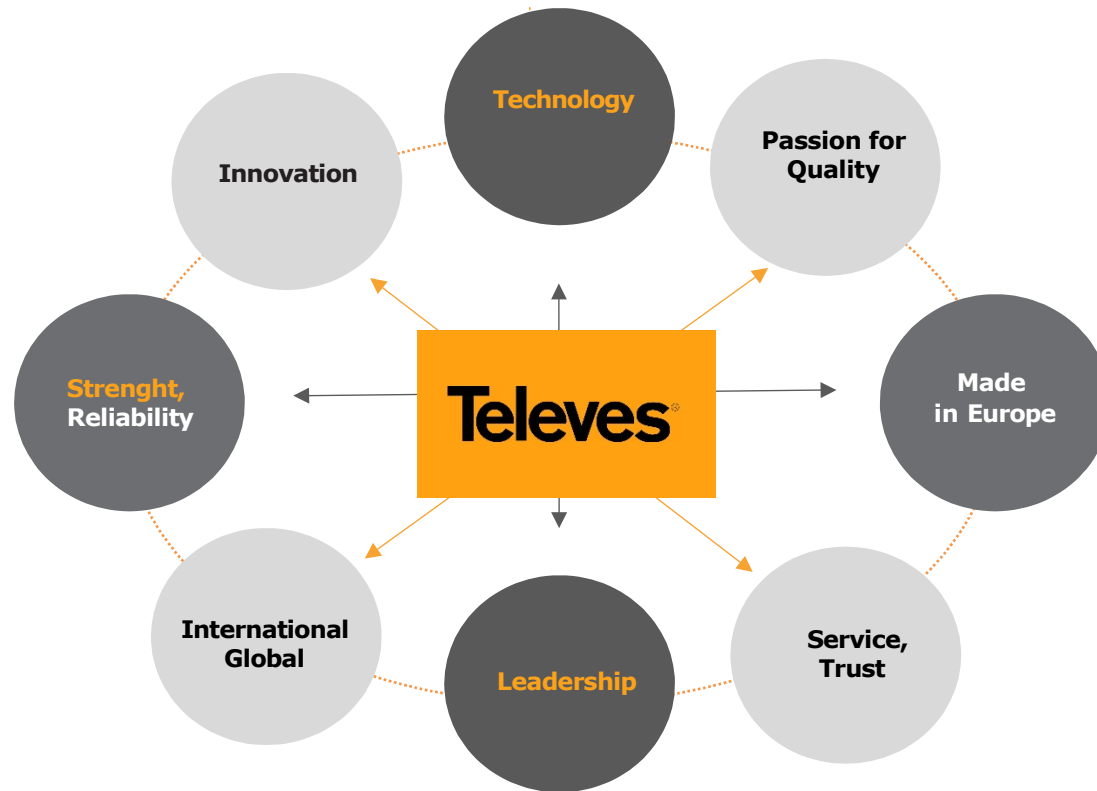 Technology
Passion for
Quality
Innovation
Made
in Europe
Strenght,
Reliability
Televes
International
Global
Service,
Trust
Leadership